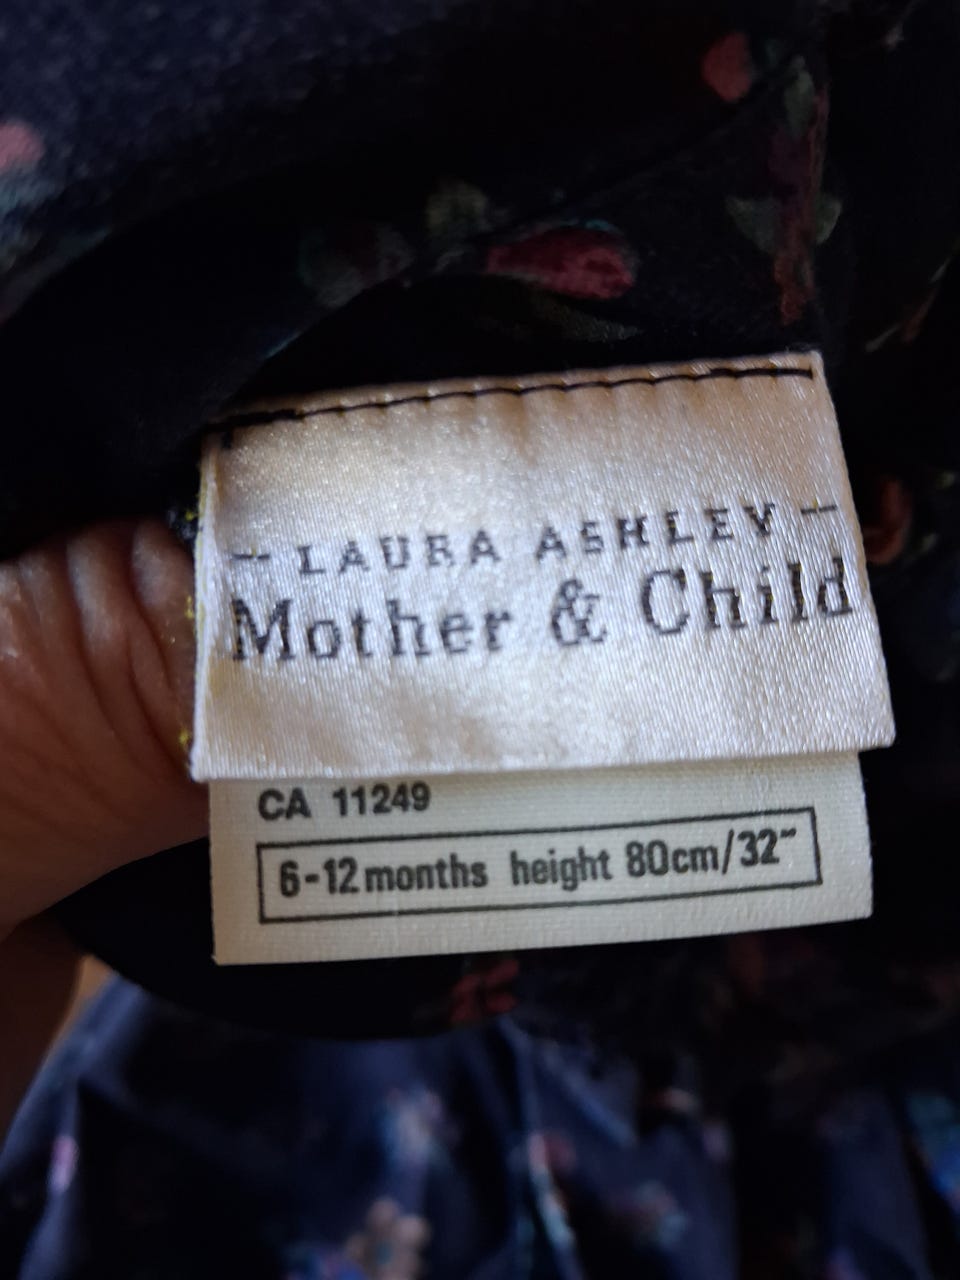 - LAURA ASHLEY -
Mother & Child
CA 11249
6-12 months height 80cm/32"